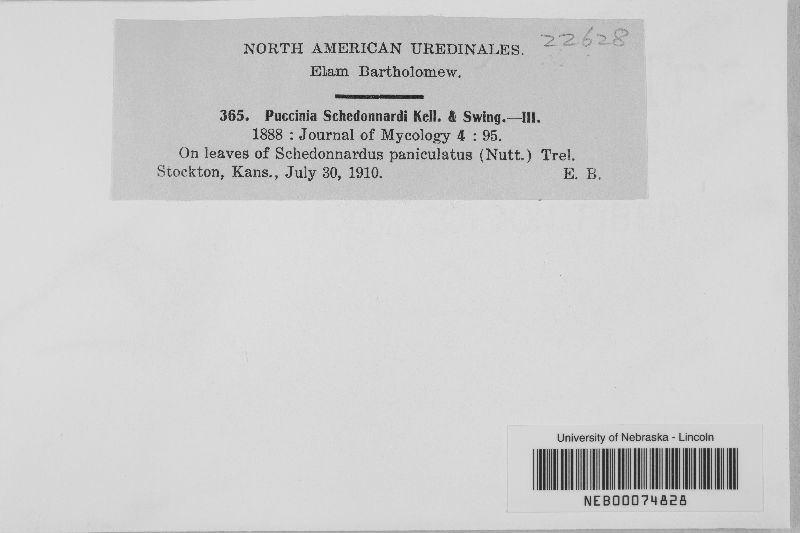 22628
NORTH AMERICAN UREDINALES.
Elam Bartholomew.
365. Puccinia Schedonnardi Kell. & Swing.—III.
1888 : Journal of Mycology 4 : 95.
On leaves of Schedonnardus paniculatus (Nutt.) Trel.
Stockton, Kans., July 30, 1910. E. B.
University of Nebraska - Lincoln
NEB00074828